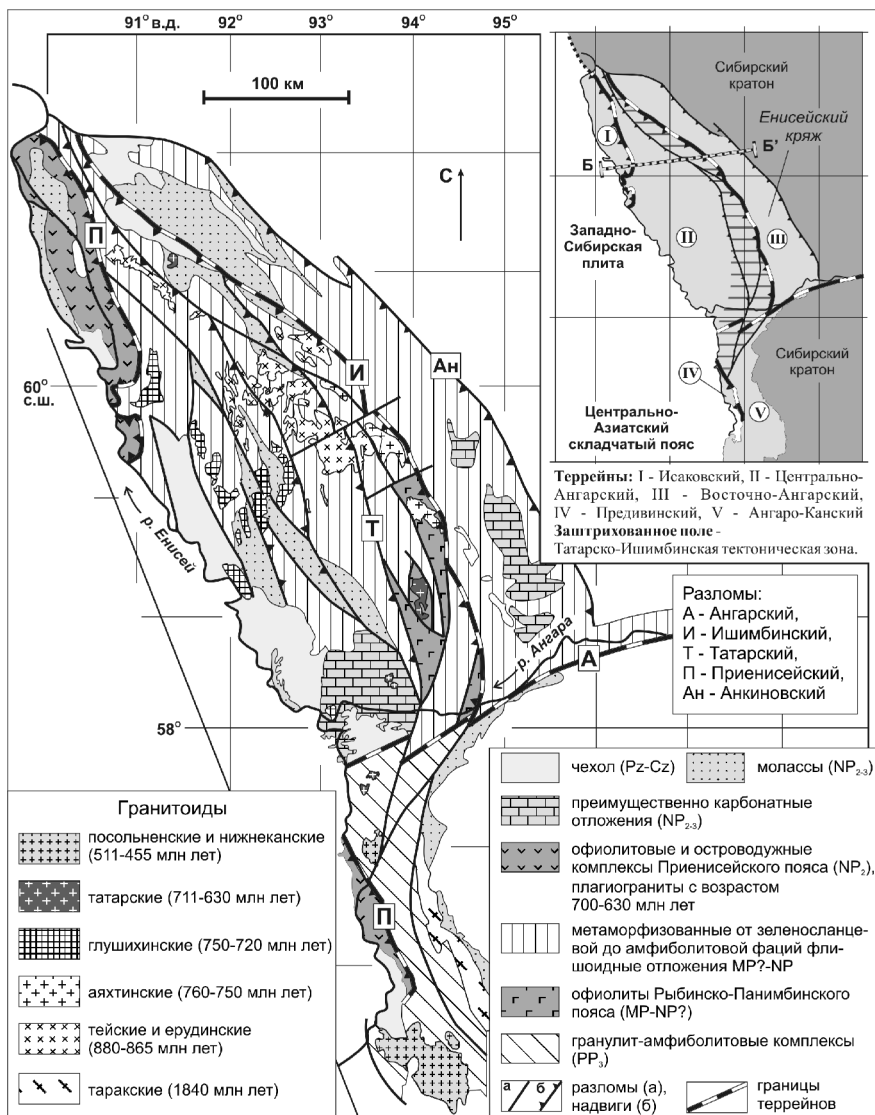 91° в.д.
92°
93°
94°
95°
100 км
С
П
И
Ан
60°
с.ш.
Т
р. Енисей
р. Ангара
А
58°
П
Сибирский
кратон
Енисейский
кряж
I
Б
Б’
Западно-
Сибирская
плита
II
III
Сибирский
кратон
IV
V
Центрально-
Азиатский
складчатый пояс
Террейны: I - Исаковский, II - Центрально-
Ангарский, III - Восточно-Ангарский,
IV - Предивинский, V - Ангаро-Канский
Заштрихованное поле -
Татарско-Ишимбинская тектоническая зона.
Разломы:
А - Ангарский,
И - Ишимбинский,
Т - Татарский,
П - Приенисейский,
Ан - Анкиновский
Гранитоиды
посольненские и нижнеканские
(511-455 млн лет)
татарские (711-630 млн лет)
глушихинские (750-720 млн лет)
аяхтинские (760-750 млн лет)
тейские и ерудинские
(880-865 млн лет)
таракские (1840 млн лет)
чехол (Pz-Cz)
молассы (NP2-3)
преимущественно карбонатные
отложения (NP2-3)
офиолитовые и островодужные
комплексы Приенисейского пояса (NP2),
плагиограниты с возрастом
700-630 млн лет
метаморфизованные от зеленосланце-
вой до амфиболитовой фаций фли-
шоидные отложения MP?-NP
офиолиты Рыбинско-Панимбинского
пояса (MP-NP?)
гранулит-амфиболитовые комплексы
(PP3)
а
б
разломы (а),
надвиги (б)
границы
террейнов